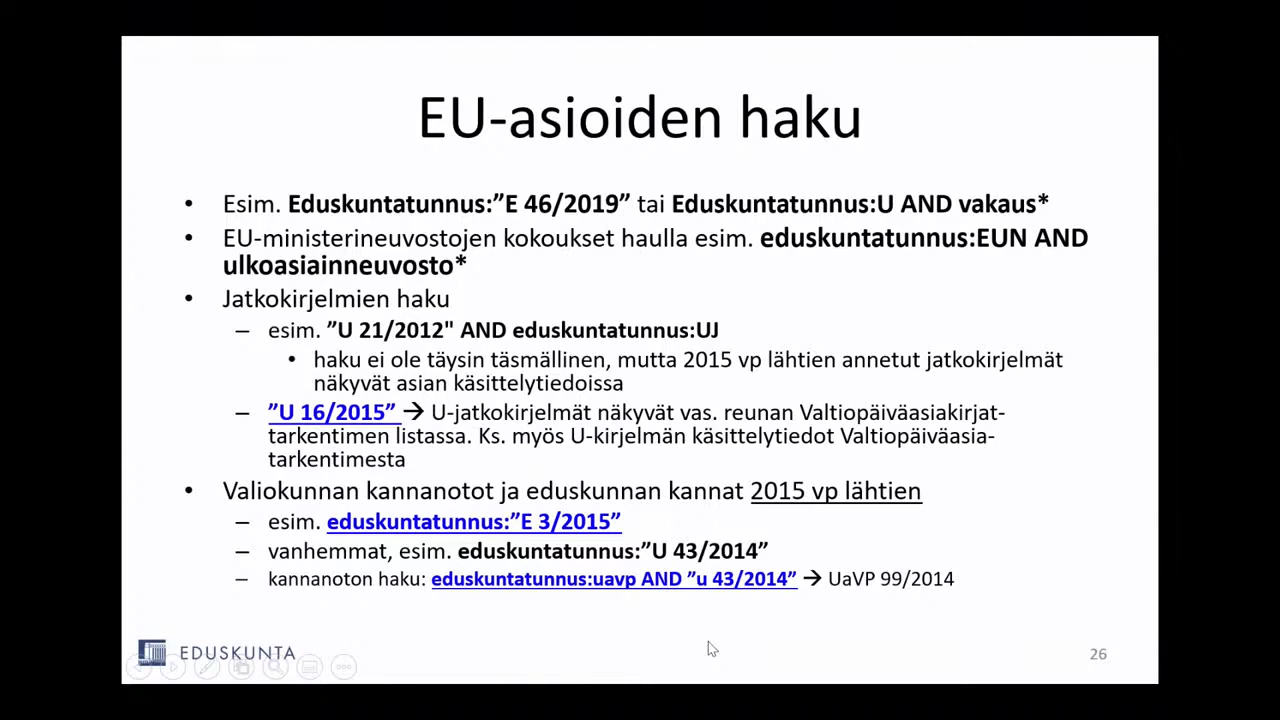 EU-asioiden haku
• Esim. Eduskuntatunnus:”E 46/2019” tai Eduskuntatunnus:U AND vakaus*
• EU-ministerineuvostojen kokoukset haulla esim. eduskuntatunnus:EUN AND
ulkoasiainneuvosto*
• Jatkokirjelmien haku
– esim. ”U 21/2012" AND eduskuntatunnus:UJ
• haku ei ole täysin täsmällinen, mutta 2015 vp lähtien annetut jatkokirjelmät
näkyvät asian käsittelytiedoissa
– ”U 16/2015” → U-jatkokirjelmät näkyvät vas. reunan Valtiopäiväasiakirjat-
tarkentimen listassa. Ks. myös U-kirjelmän käsittelytiedot Valtiopäiväasia-
tarkentimesta
• Valiokunnan kannanotot ja eduskunnan kannat 2015 vp lähtien
– esim. eduskuntatunnus:”E 3/2015”
– vanhemmat, esim. eduskuntatunnus:”U 43/2014”
– kannanoton haku: eduskuntatunnus:uavp AND ”u 43/2014” → UaVP 99/2014
EDUSKUNTA
26